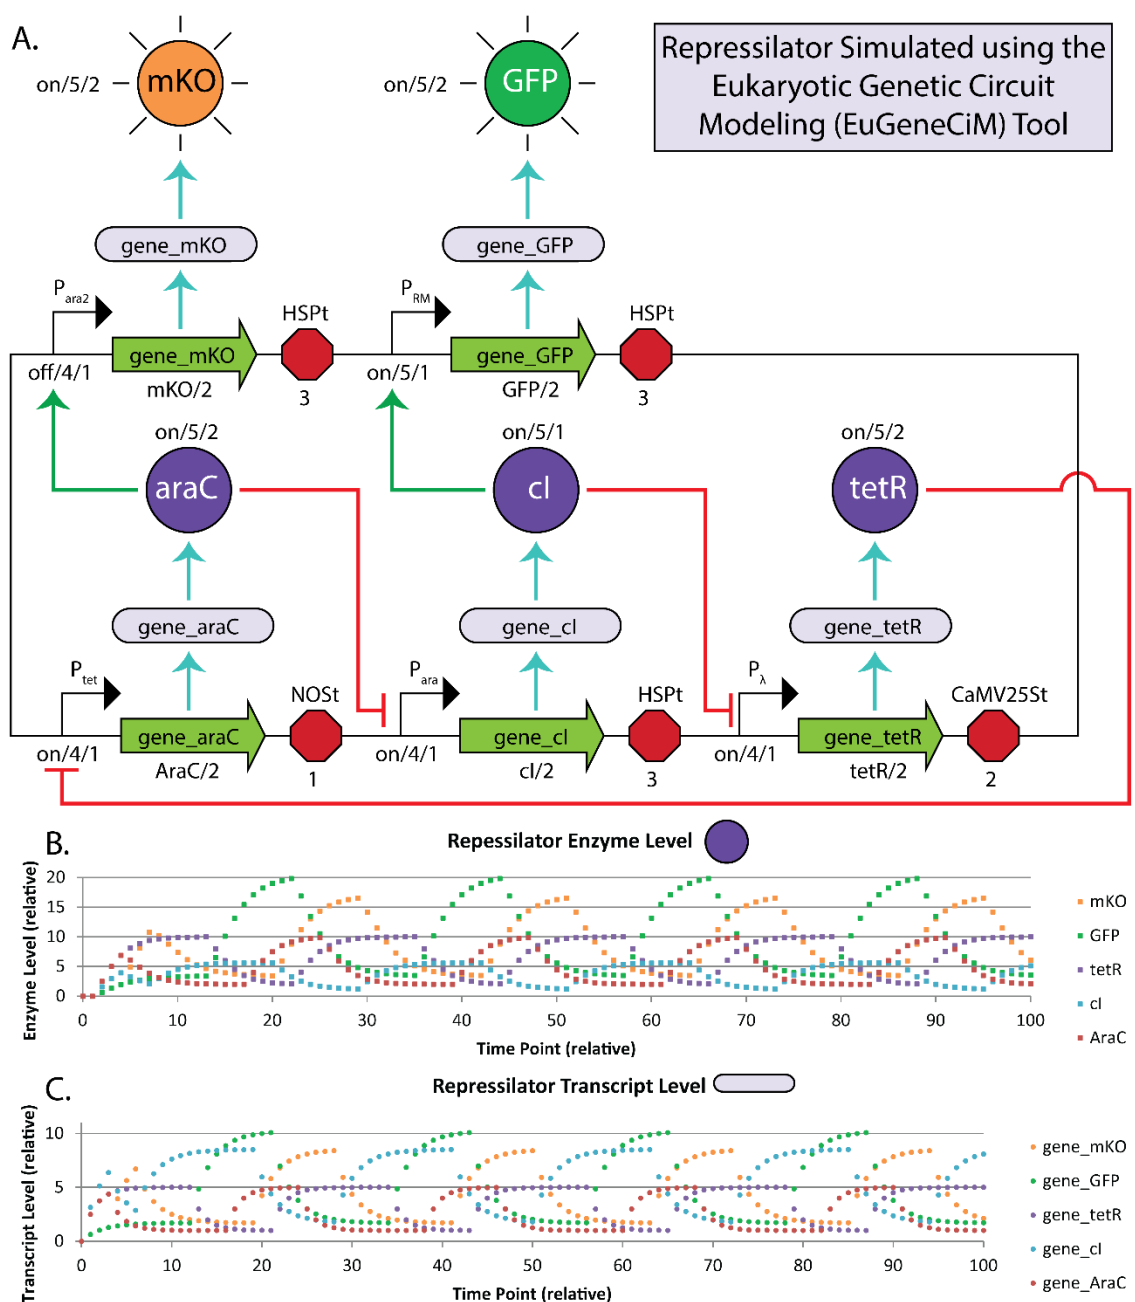 A.
Repressilator Simulated using the
Eukaryotic Genetic Circuit
Modeling (EuGeneCiM) Tool
on/5/2
mKO
on/5/2
GFP
gene_mKO
gene_GFP
P ara2
HSPt
P RM
HSPt
gene_mKO
gene_GFP
off/4/1
mKO/2
3
on/5/1
GFP/2
3
on/5/2
on/5/1
on/5/2
araC
cI
tetR
gene_araC
gene_cI
gene_tetR
P tet
NOSt
P ara
HSPt
P λ
CaMV25St
gene_araC
gene_cI
gene_tetR
on/4/1
AraC/2
1
on/4/1
cI/2
3
on/4/1
tetR/2
2
B.
Repressilator Enzyme Level
Enzyme Level (relative)
20
15
10
5
0
0 10 20 30 40 50 60 70 80 90 100
Time Point (relative)
mKO
GFP
tetR
cI
AraC
C.
Repressilator Transcript Level
Transcript Level (relative)
10
5
0
0 10 20 30 40 50 60 70 80 90 100
Time Point (relative)
gene_mKO
gene_GFP
gene_tetR
gene_cI
gene_AraC